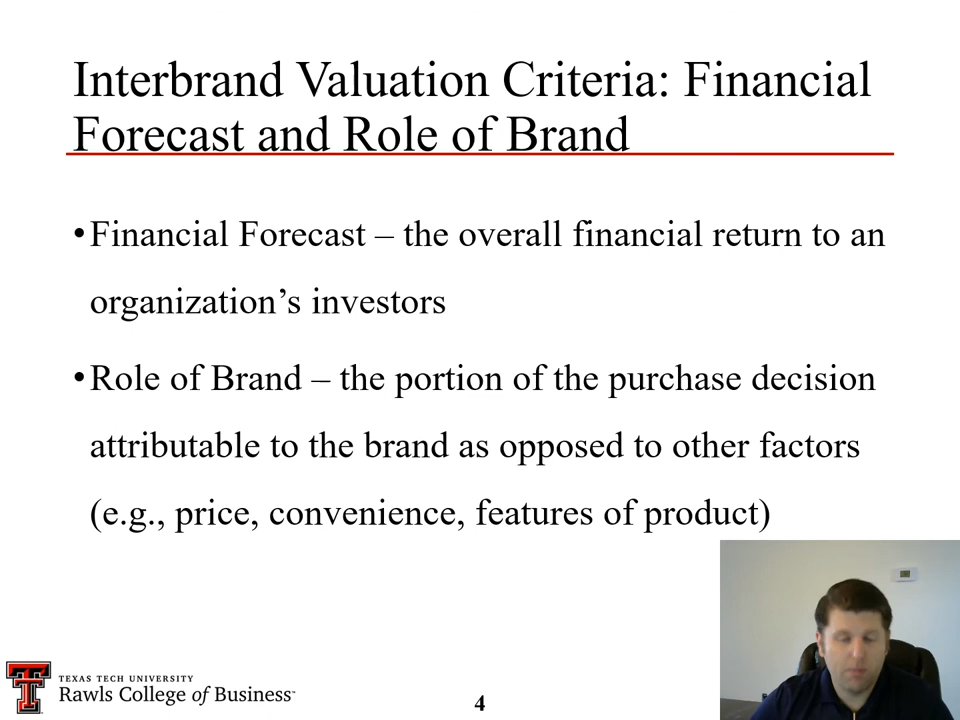 Interbrand Valuation Criteria: Financial
Forecast and Role of Brand
•Financial Forecast – the overall financial return to an
organization’s investors
•Role of Brand – the portion of the purchase decision
attributable to the brand as opposed to other factors
(e.g., price, convenience, features of product)
TEXAS TECH UNIVERSITY
Rawls College of Business™
4